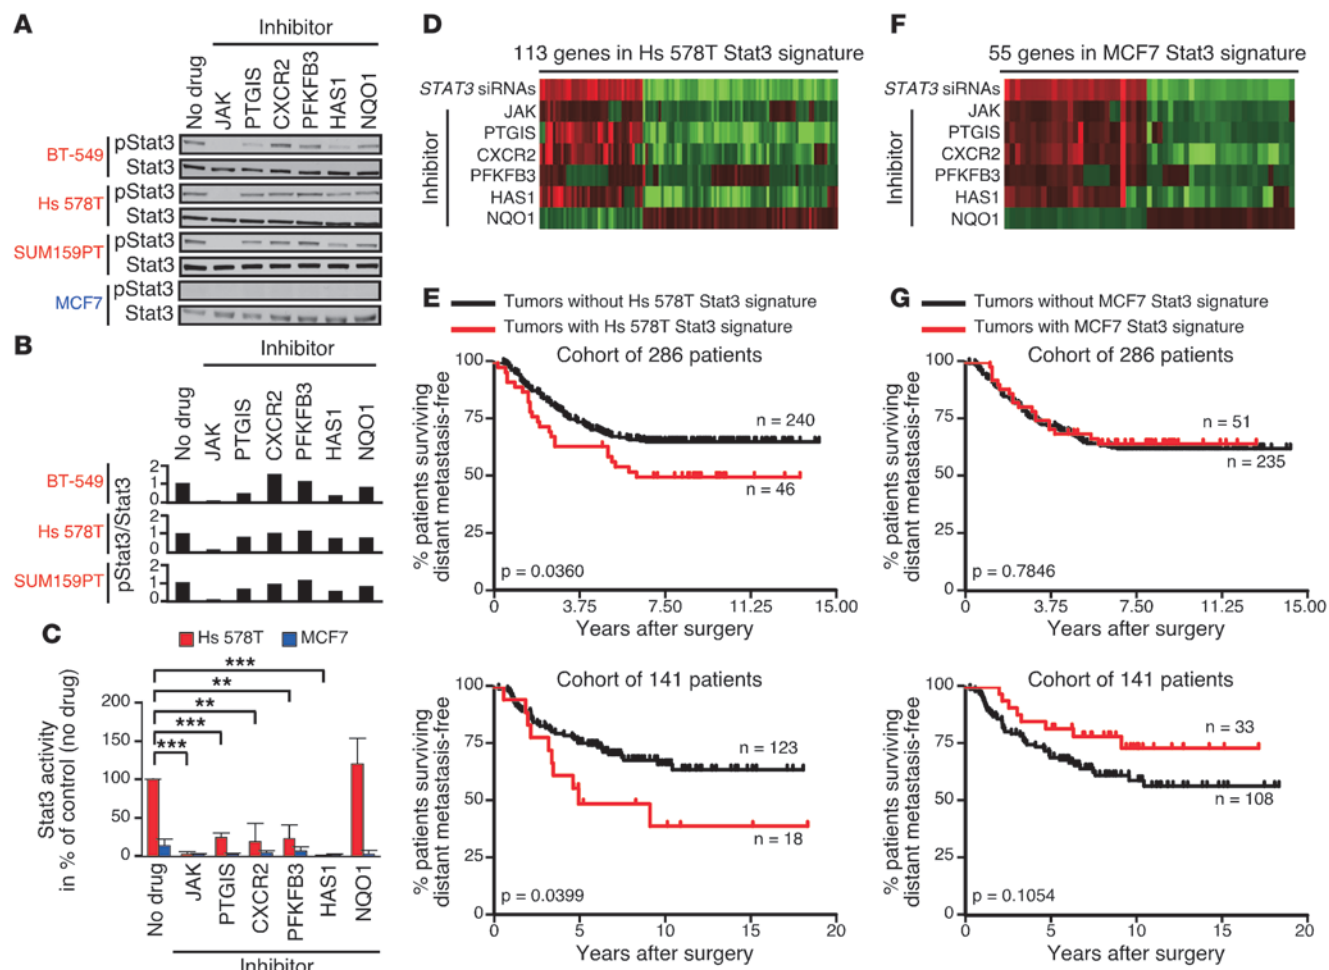 A
Inhibitor
No drug
JAK
PTGIS
CXCR2
PFKFB3
HAS1
NQO1
BT-549
pStat3
Stat3
Hs 578T
pStat3
Stat3
SUM159PT
pStat3
Stat3
MCF7
pStat3
Stat3
B
Inhibitor
No drug
JAK
PTGIS
CXCR2
PFKFB3
HAS1
NQO1
pStat3/Stat3
BT-549
2
1
0
Hs 578T
2
1
0
SUM159PT
2
1
0
C
Hs 578T
MCF7
Stat3 activity
in % of control (no drug)
200
150
100
50
0
***
**
**
***
***
No drug
JAK
PTGIS
CXCR2
PFKFB3
HAS1
NQO1
Inhibitor
D
113 genes in Hs 578T Stat3 signature
STAT3 siRNAs
Inhibitor
JAK
PTGIS
CXCR2
PFKFB3
HAS1
NQO1
E
Tumors without Hs 578T Stat3 signature
Tumors with Hs 578T Stat3 signature
Cohort of 286 patients
% patients surviving
distant metastasis-free
100
75
50
25
0
n = 240
n = 46
p = 0.0360
0 3.75 7.50 11.25 15.00
Years after surgery
Cohort of 141 patients
% patients surviving
distant metastasis-free
100
75
50
25
0
n = 123
n = 18
p = 0.0399
0 5 10 15 20
Years after surgery
F
55 genes in MCF7 Stat3 signature
STAT3 siRNAs
Inhibitor
JAK
PTGIS
CXCR2
PFKFB3
HAS1
NQO1
G
Tumors without MCF7 Stat3 signature
Tumors with MCF7 Stat3 signature
Cohort of 286 patients
% patients surviving
distant metastasis-free
100
75
50
25
0
n = 51
n = 235
p = 0.7846
0 3.75 7.50 11.25 15.00
Years after surgery
Cohort of 141 patients
% patients surviving
distant metastasis-free
100
75
50
25
0
n = 33
n = 108
p = 0.1054
0 5 10 15 20
Years after surgery